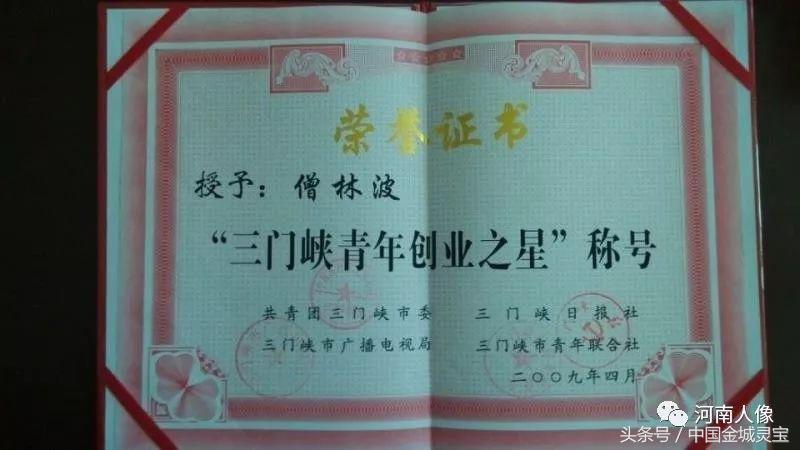 荣誉证书
授予：僧林波
“三门峡青年创业之星”称号
共青团三门峡市委 三门峡日报社
三门峡市广播电视局 三门峡市青年联合社
二〇〇九年四月
河南人像
头条号／中国金城灵宝